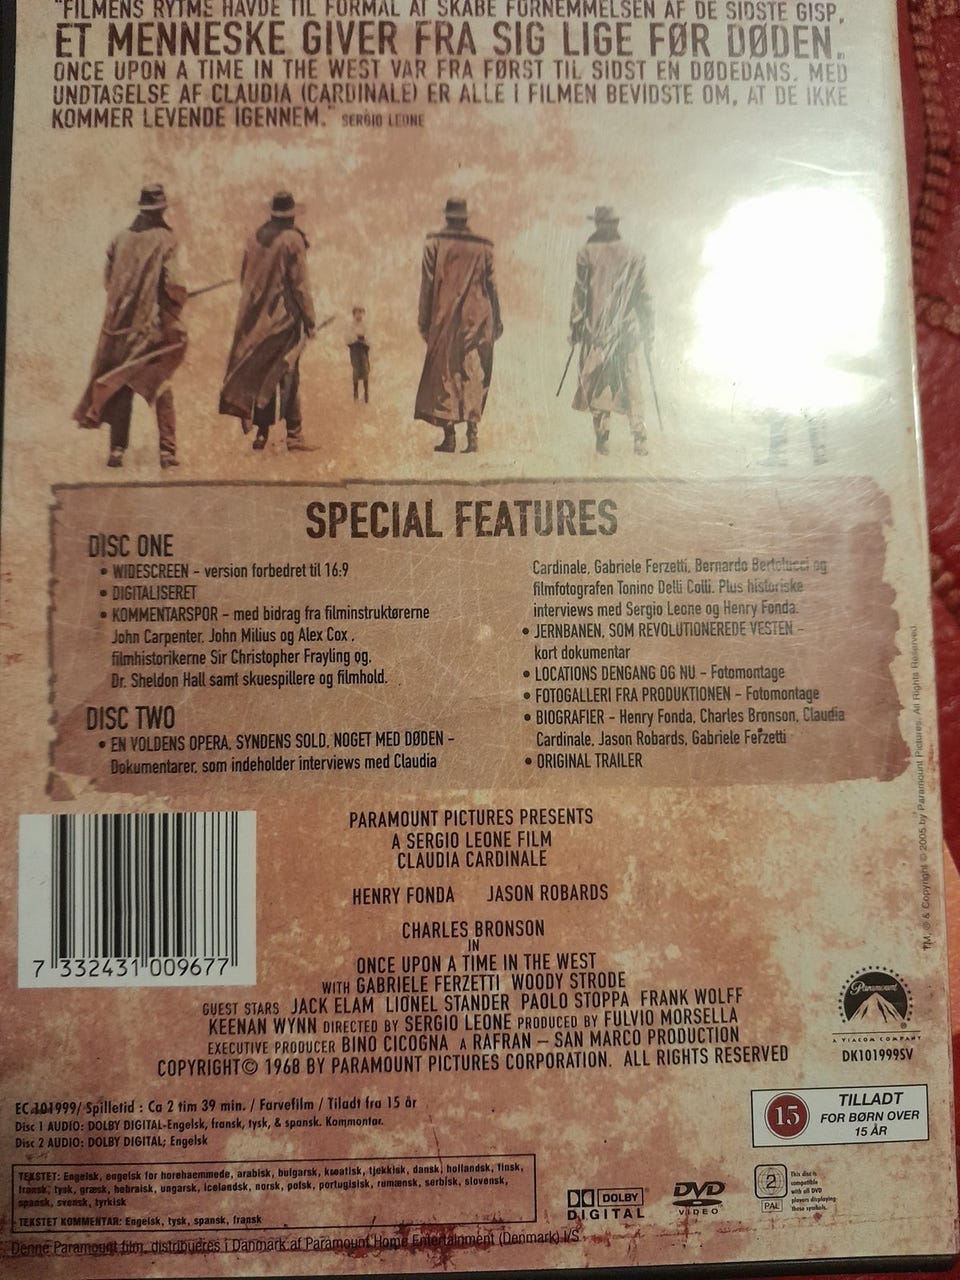 "FILMENS RYTME HAVDE TIL FORMÅL AT SKABE FORNEMMELSEN AF DE SIDSTE GISP,
ET MENNESKE GIVER FRA SIG LIGE FØR DØDEN.
ONCE UPON A TIME IN THE WEST VAR FRA FØRST TIL SIDST EN DØDEDANS. MED
UNDTAGELSE AF CLAUDIA (CARDINALE) ER ALLE I FILMEN BEVIDSTE OM, AT DE IKKE
KOMMER LEVENDE IGENNEM." SERGIO LEONE
SPECIAL FEATURES
DISC ONE
• WIDESCREEN - version forbedret til 16:9
• DIGITALISERET
• KOMMENTARSPOR - med bidrag fra filminstruktørerne
John Carpenter, John Milius og Alex Cox,
filmhistorikerne Sir Christopher Frayling og.
Dr. Sheldon Hall samt skuespillere og filmhold.
DISC TWO
• EN VOLDENS OPERA, SYNDENS SOLD, NOGET MED DØDEN -
Dokumentarer, som indeholder interviews med Claudia
Cardinale, Gabriele Ferzetti, Bernardo Bertolucci og
filmfotografen Tonino Delli Colli. Plus historiske
interviews med Sergio Leone og Henry Fonda.
• JERNBANEN, SOM REVOLUTIONEREDE VESTEN -
kort dokumentar
• LOCATIONS DENGANG OG NU - Fotomontage
• FOTOGALLERI FRA PRODUKTIONEN - Fotomontage
• BIOGRAFIER - Henry Fonda, Charles Bronson, Claudia
Cardinale, Jason Robards, Gabriele Ferzetti
• ORIGINAL TRAILER
PARAMOUNT PICTURES PRESENTS
A SERGIO LEONE FILM
CLAUDIA CARDINALE
HENRY FONDA JASON ROBARDS
CHARLES BRONSON
IN
ONCE UPON A TIME IN THE WEST
WITH GABRIELE FERZETTI WOODY STRODE
GUEST STARS JACK ELAM LIONEL STANDER PAOLO STOPPA FRANK WOLFF
KEENAN WYNN DIRECTED BY SERGIO LEONE PRODUCED BY FULVIO MORSELLA
EXECUTIVE PRODUCER BINO CICOGNA A RAFRAN - SAN MARCO PRODUCTION
COPYRIGHT© 1968 BY PARAMOUNT PICTURES CORPORATION. ALL RIGHTS RESERVED
7 332431 009677
TM, ® & Copyright © 2005 by Paramount Pictures. All Rights Reserved.
Paramount
A VIACOM COMPANY
DK101999SV
EC.101999/ Spilletid : Ca 2 tim 39 min. / Farvefilm / Tiladt fra 15 år
Disc 1 AUDIO: DOLBY DIGITAL-Engelsk, fransk, tysk, & spansk. Kommentar.
Disc 2 AUDIO: DOLBY DIGITAL; Engelsk
15
TILLADT
FOR BØRN OVER
15 ÅR
TEKSTET: Engelsk, engelsk for hørehæmmede, arabisk, bulgarsk, kroatisk, tjekkisk, dansk, hollandsk, finsk,
fransk, tysk, græsk, hebraisk, ungarsk, icelandsk, norsk, polsk, portugisisk, rumænsk, serbisk, slovensk,
spansk, svensk, tyrkisk
TEKSTET KOMMENTAR: Engelsk, tysk, spansk, fransk
DOLBY
DIGITAL
DVD
VIDEO
2
PAL
This disc is
compatible
with all DVD
players displaying
these symbols.
Denne Paramount film, distribueres i Danmark af Paramount Home Entertainment (Denmark) I/S